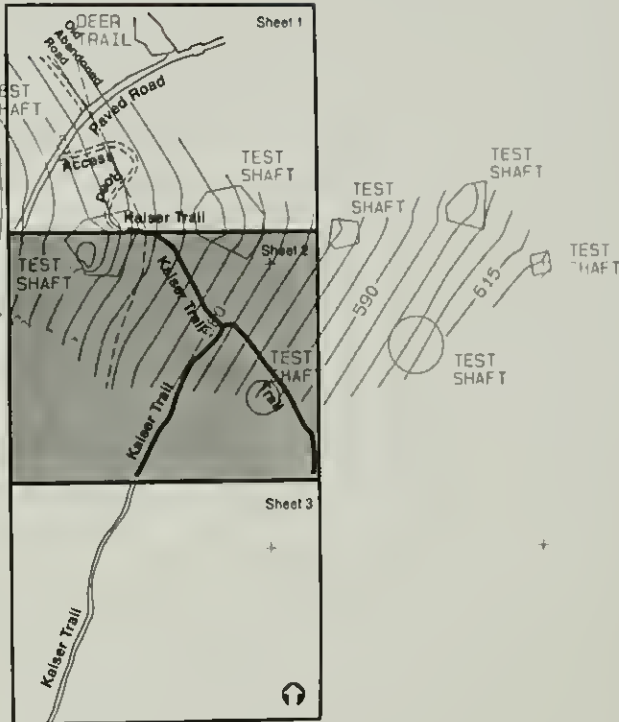 Sheet 1
DEER
TRAIL
Old
Abandoned
Road
Paved Road
Access
Road
TEST
SHAFT
TEST
SHAFT
TEST
SHAFT
Kaiser Trail
Sheet 2
TEST
SHAFT
Kaiser Trail
590
615
TEST
SHAFT
TEST
SHAFT
Trail
TEST
SHAFT
Kaiser Trail
Sheet 3
Kaiser Trail